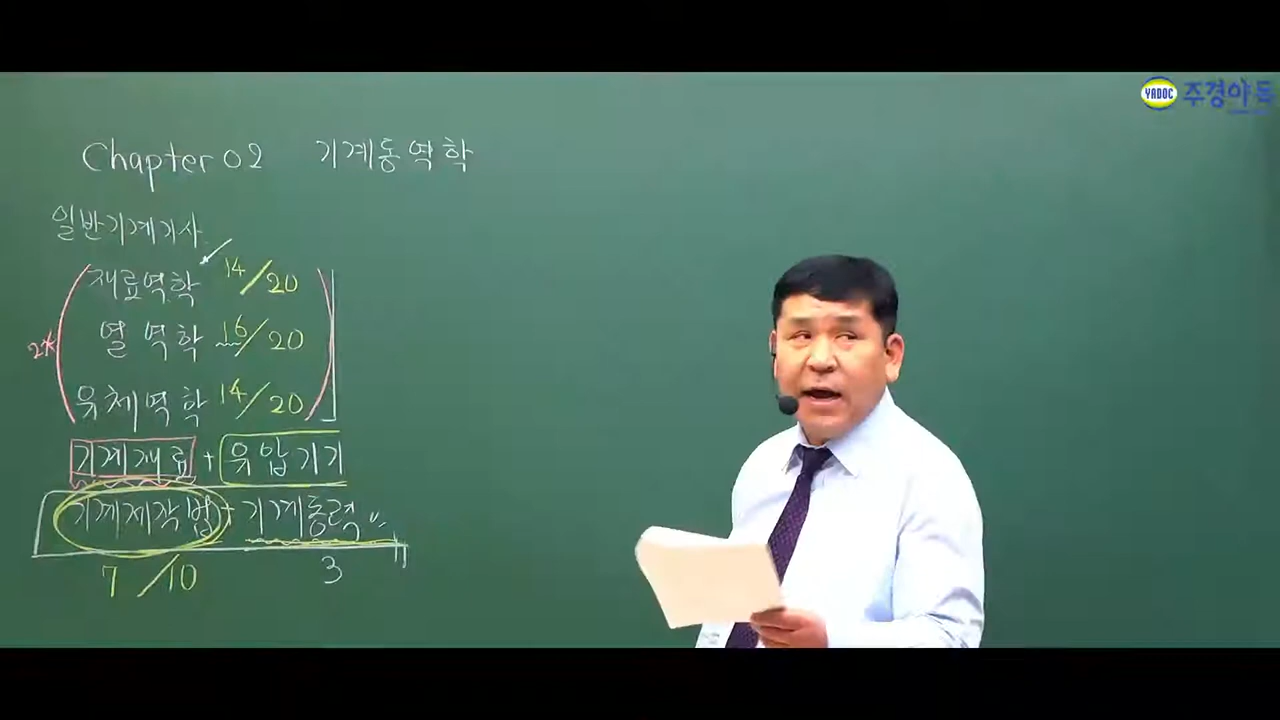 YADOC 주경야독
Chapter 02 기계동역학
일반기계기사
재료역학 14/20
2* 열역학 16/20
유체역학 14/20
기계재료 + 유압기기
기계제작법 + 기계동력
7/10 3